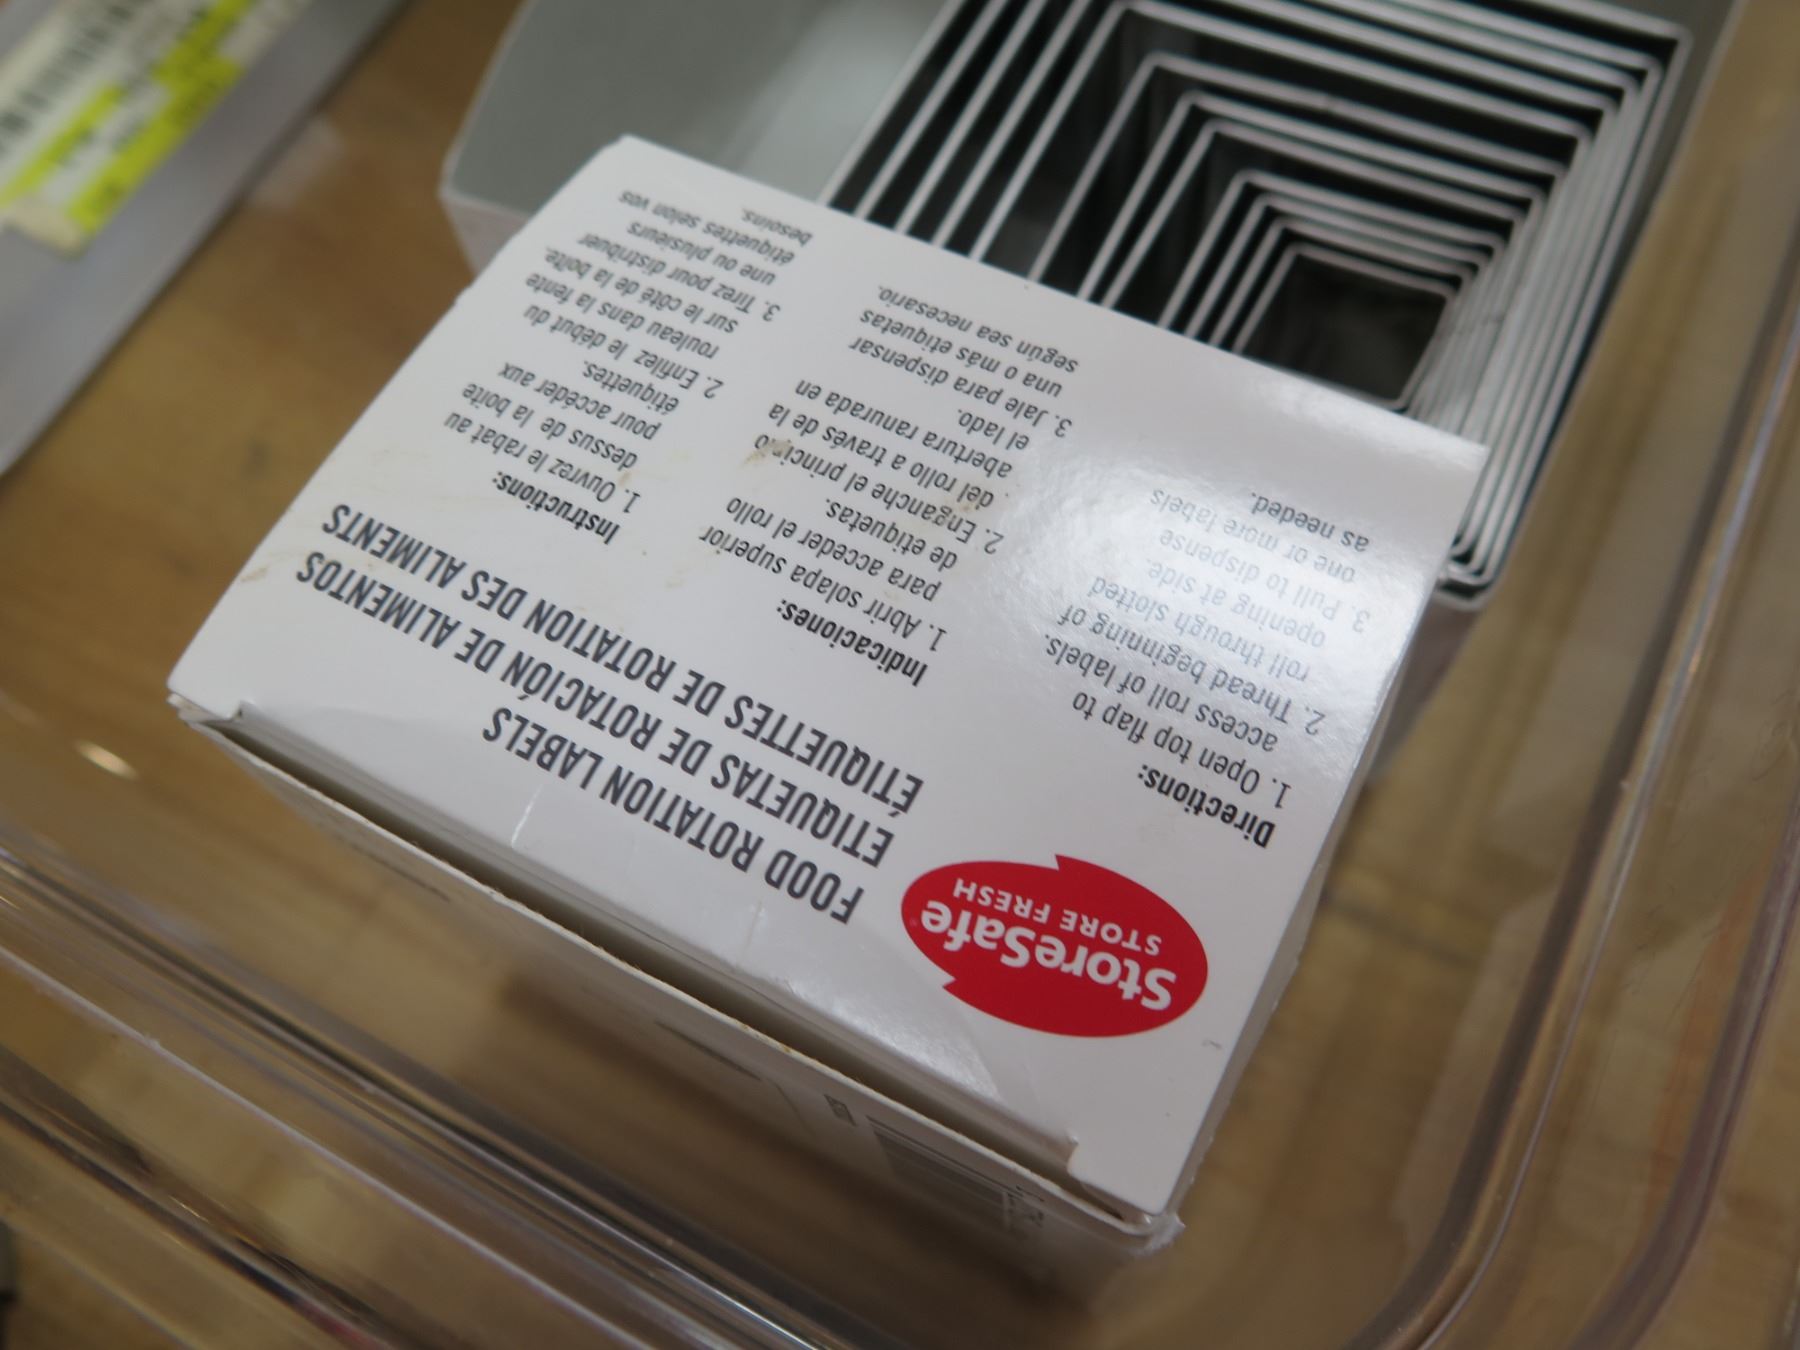 StoreSafe
STORE FRESH
FOOD ROTATION LABELS
ETIQUETAS DE ROTACIÓN DE ALIMENTOS
ÉTIQUETTES DE ROTATION DES ALIMENTS
Directions:
1. Open top flap to
access roll of labels.
2. Thread beginning of
roll through slotted
opening at side.
3. Pull to dispense
one or more labels
as needed.
Indicaciones:
1. Abrir solapa superior
para acceder el rollo
de etiquetas.
2. Enganche el principio
del rollo a través de la
abertura ranurada en
el lado.
3. Jale para dispensar
una o más etiquetas
según sea necesario.
Instructions:
1. Ouvrez le rabat au
dessus de la boite
pour accéder aux
étiquettes.
2. Enfilez le début du
rouleau dans la fente
sur le côté de la boîte.
3. Tirez pour distribuer
une ou plusieurs
étiquettes selon vos
besoins.